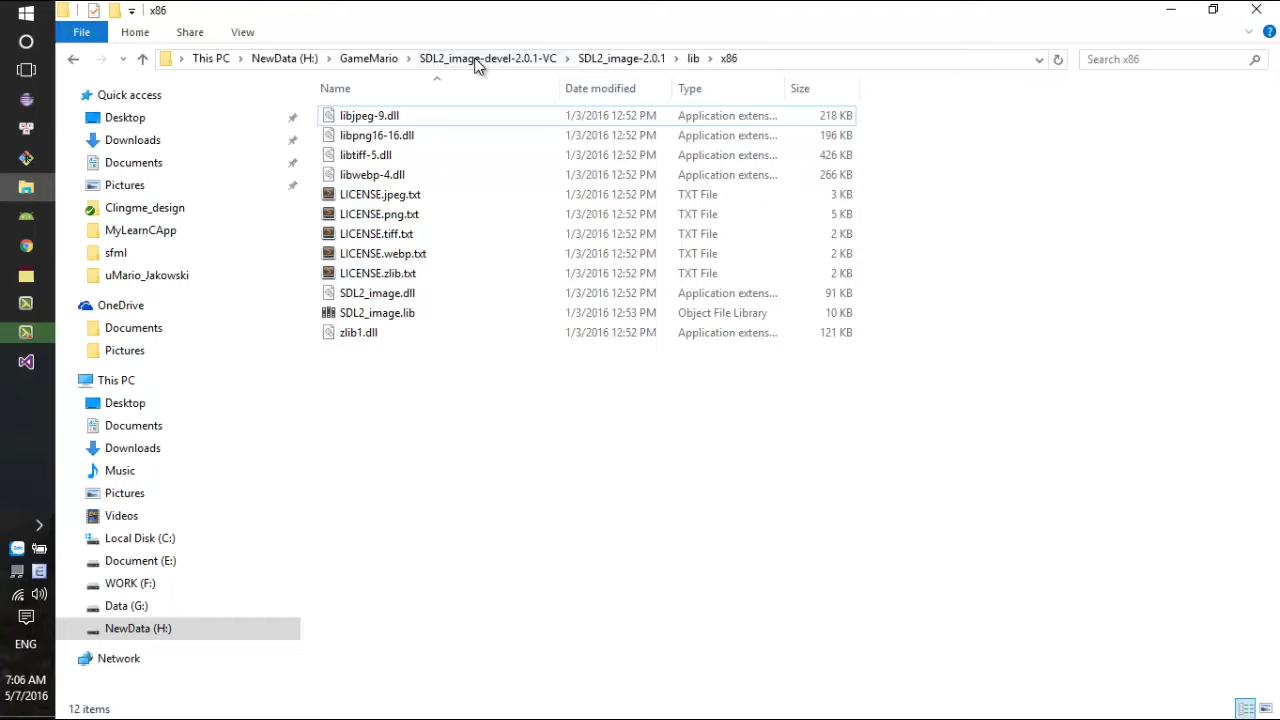 x86
File Home Share View
This PC NewData (H:) GameMario SDL2_image-devel-2.0.1-VC SDL2_image-2.0.1 lib x86 Search x86
Name Date modified Type Size
libjpeg-9.dll 1/3/2016 12:52 PM Application extens... 218 KB
libpng16-16.dll 1/3/2016 12:52 PM Application extens... 196 KB
libtiff-5.dll 1/3/2016 12:52 PM Application extens... 426 KB
libwebp-4.dll 1/3/2016 12:52 PM Application extens... 266 KB
LICENSE.jpeg.txt 1/3/2016 12:52 PM TXT File 3 KB
LICENSE.png.txt 1/3/2016 12:52 PM TXT File 5 KB
LICENSE.tiff.txt 1/3/2016 12:52 PM TXT File 2 KB
LICENSE.webp.txt 1/3/2016 12:52 PM TXT File 2 KB
LICENSE.zlib.txt 1/3/2016 12:52 PM TXT File 2 KB
SDL2_image.dll 1/3/2016 12:52 PM Application extens... 91 KB
SDL2_image.lib 1/3/2016 12:53 PM Object File Library 10 KB
zlib1.dll 1/3/2016 12:52 PM Application extens... 121 KB
Quick access
Desktop
Downloads
Documents
Pictures
Clingme_design
MyLearnCApp
sfml
uMario_Jakowski
OneDrive
Documents
Pictures
This PC
Desktop
Documents
Downloads
Music
Pictures
Videos
Local Disk (C:)
Document (E:)
WORK (F:)
Data (G:)
NewData (H:)
Network
12 items
ENG
7:06 AM
5/7/2016